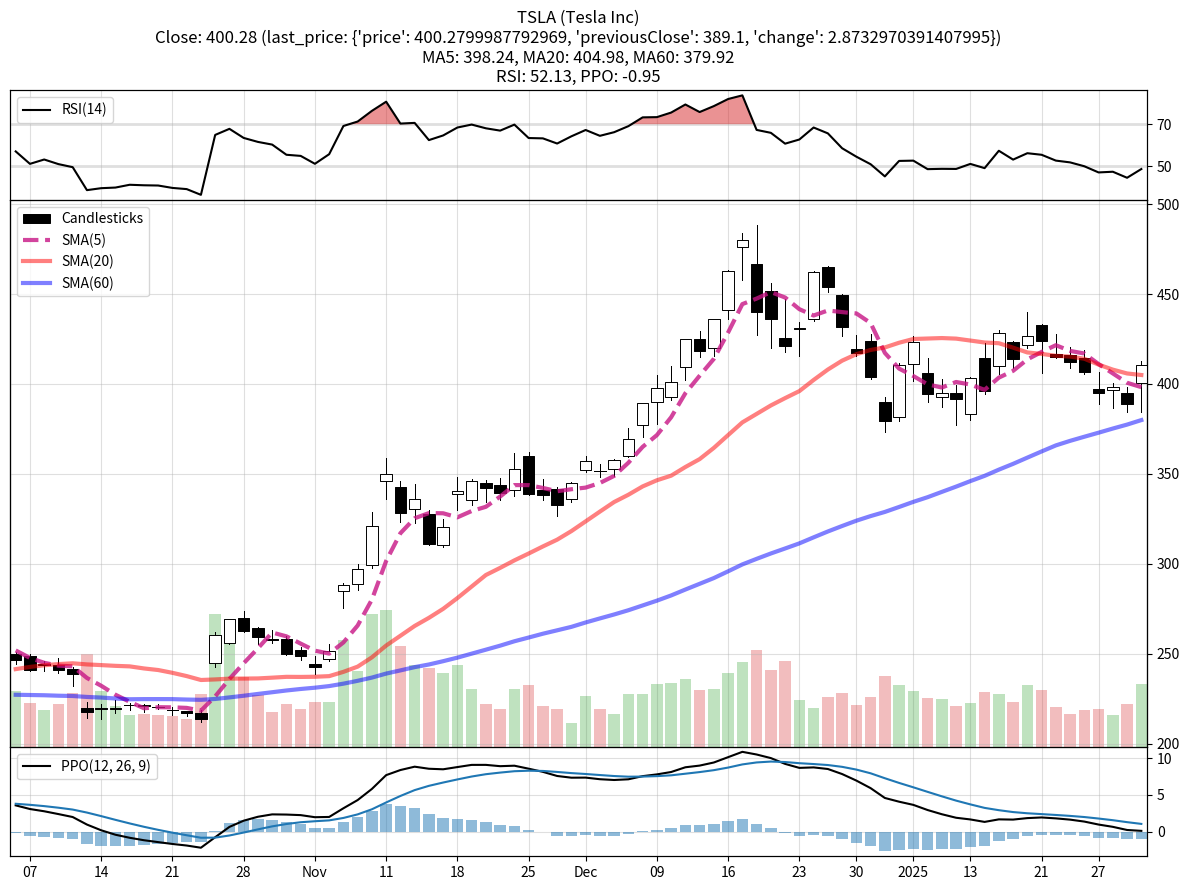 TSLA (Tesla Inc)
Close: 400.28 (last_price: {'price': 400.2799987792969, 'previousClose': 389.1, 'change': 2.8732970391407995})
MA5: 398.24, MA20: 404.98, MA60: 379.92
RSI: 52.13, PPO: -0.95
RSI(14)
70
50
Candlesticks
SMA(5)
SMA(20)
SMA(60)
500
450
400
350
300
250
200
PPO(12, 26, 9)
10
5
0
07 14 21 28 Nov 11 18 25 Dec 09 16 23 30 2025 13 21 27